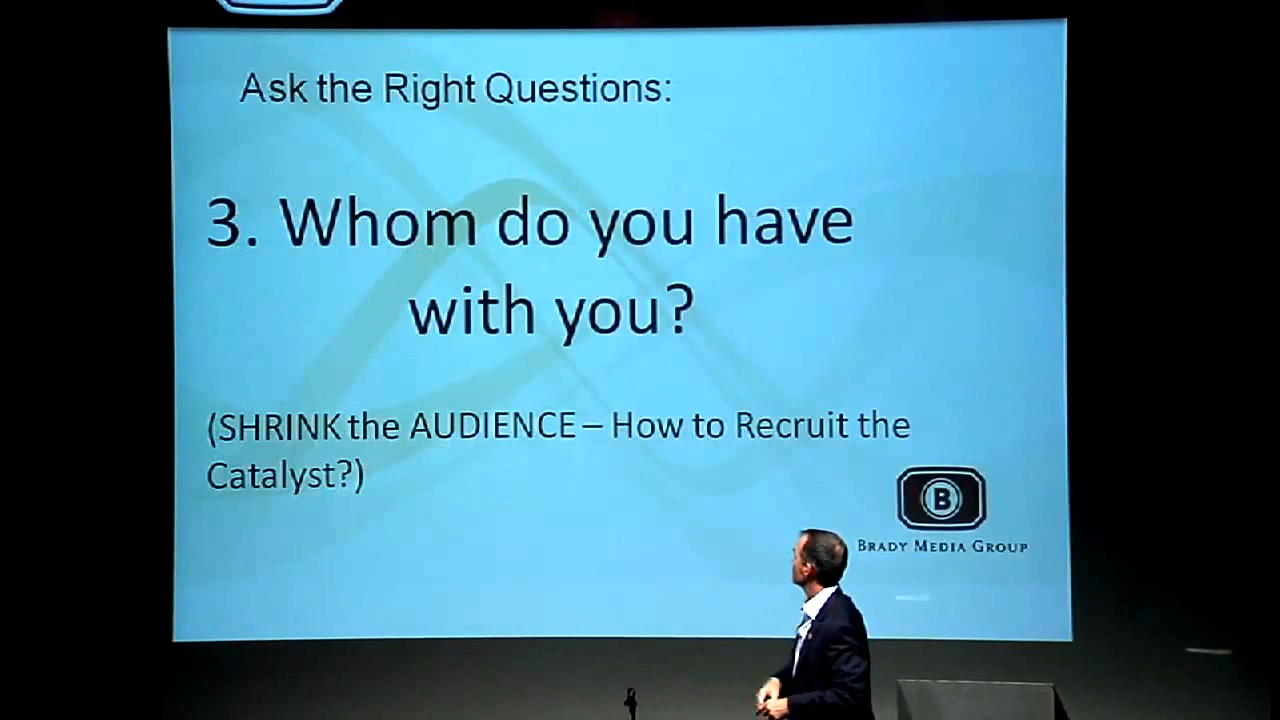 Ask the Right Questions:
3. Whom do you have
with you?
(SHRINK the AUDIENCE – How to Recruit the
Catalyst?)
B
BRADY MEDIA GROUP